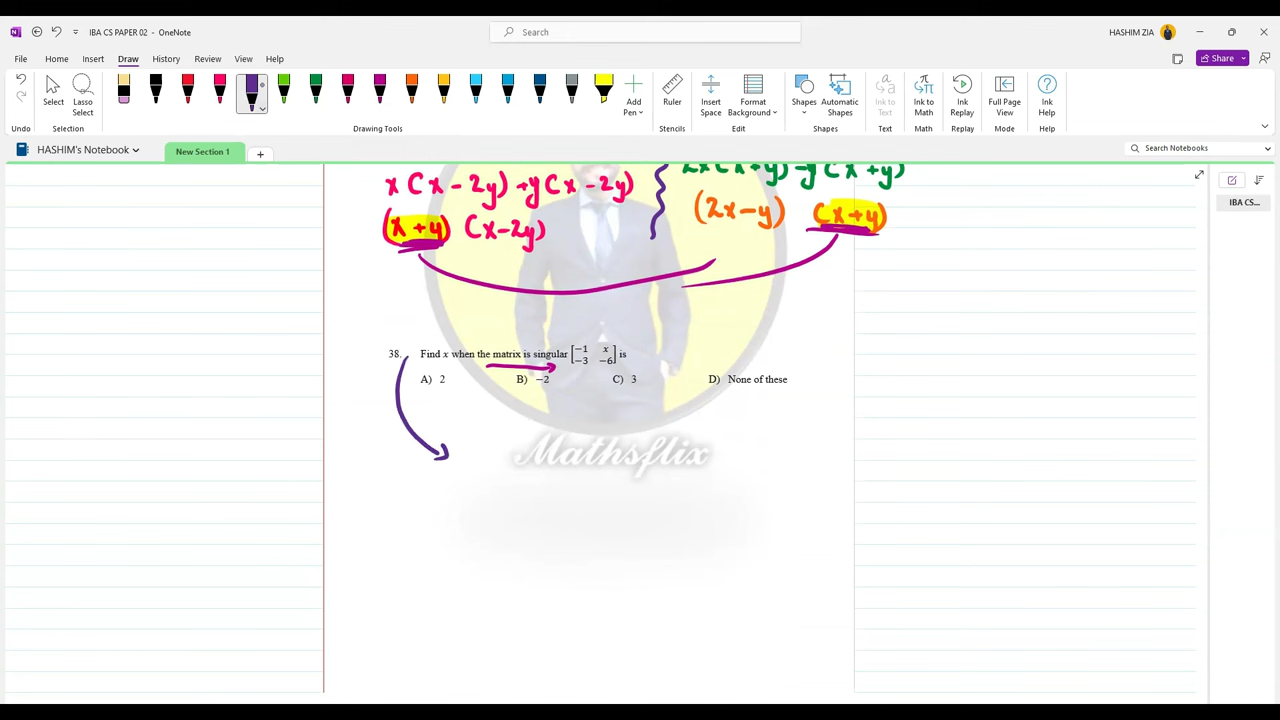 IBA CS PAPER 02 - OneNote
Search
HASHIM ZIA
File Home Insert Draw History Review View Help
Share
Select
Lasso Select
Add Pen
Ruler
Insert Space
Format Background
Shapes
Automatic Shapes
Ink to Text
Ink to Math
Ink Replay
Full Page View
Ink Help
Undo
Selection
Drawing Tools
Stencils
Edit
Shapes
Text
Math
Replay
Mode
Help
HASHIM's Notebook
New Section 1
+
Search Notebooks
IBA CS...
x(x-2y)+y(x-2y)
2x(x+y)-y(x+y)
(x+y)(x-2y)
(2x-y) (x+y)
38. Find x when the matrix is singular [−1 x
−3 −6] is
A) 2 B) −2 C) 3 D) None of these
Mathsflix